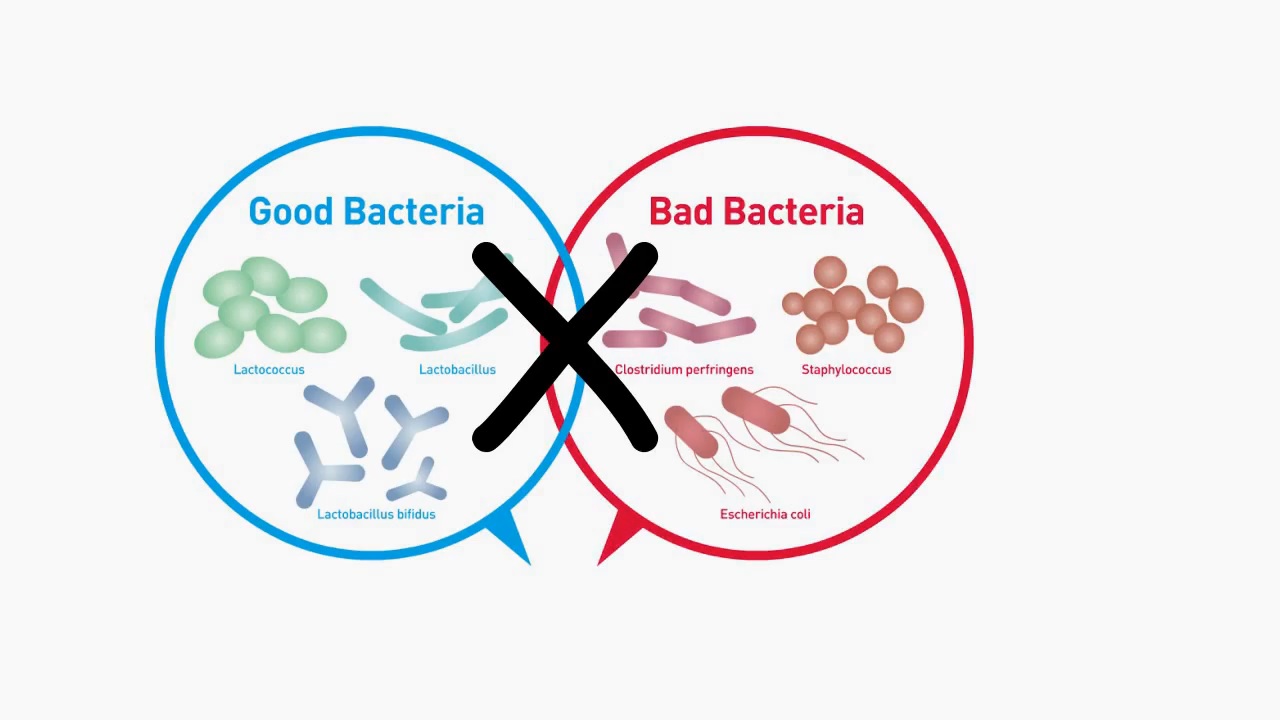 Good Bacteria
Bad Bacteria
Lactococcus
Lactobacillus
Clostridium perfringens
Staphylococcus
Lactobacillus bifidus
Escherichia coli